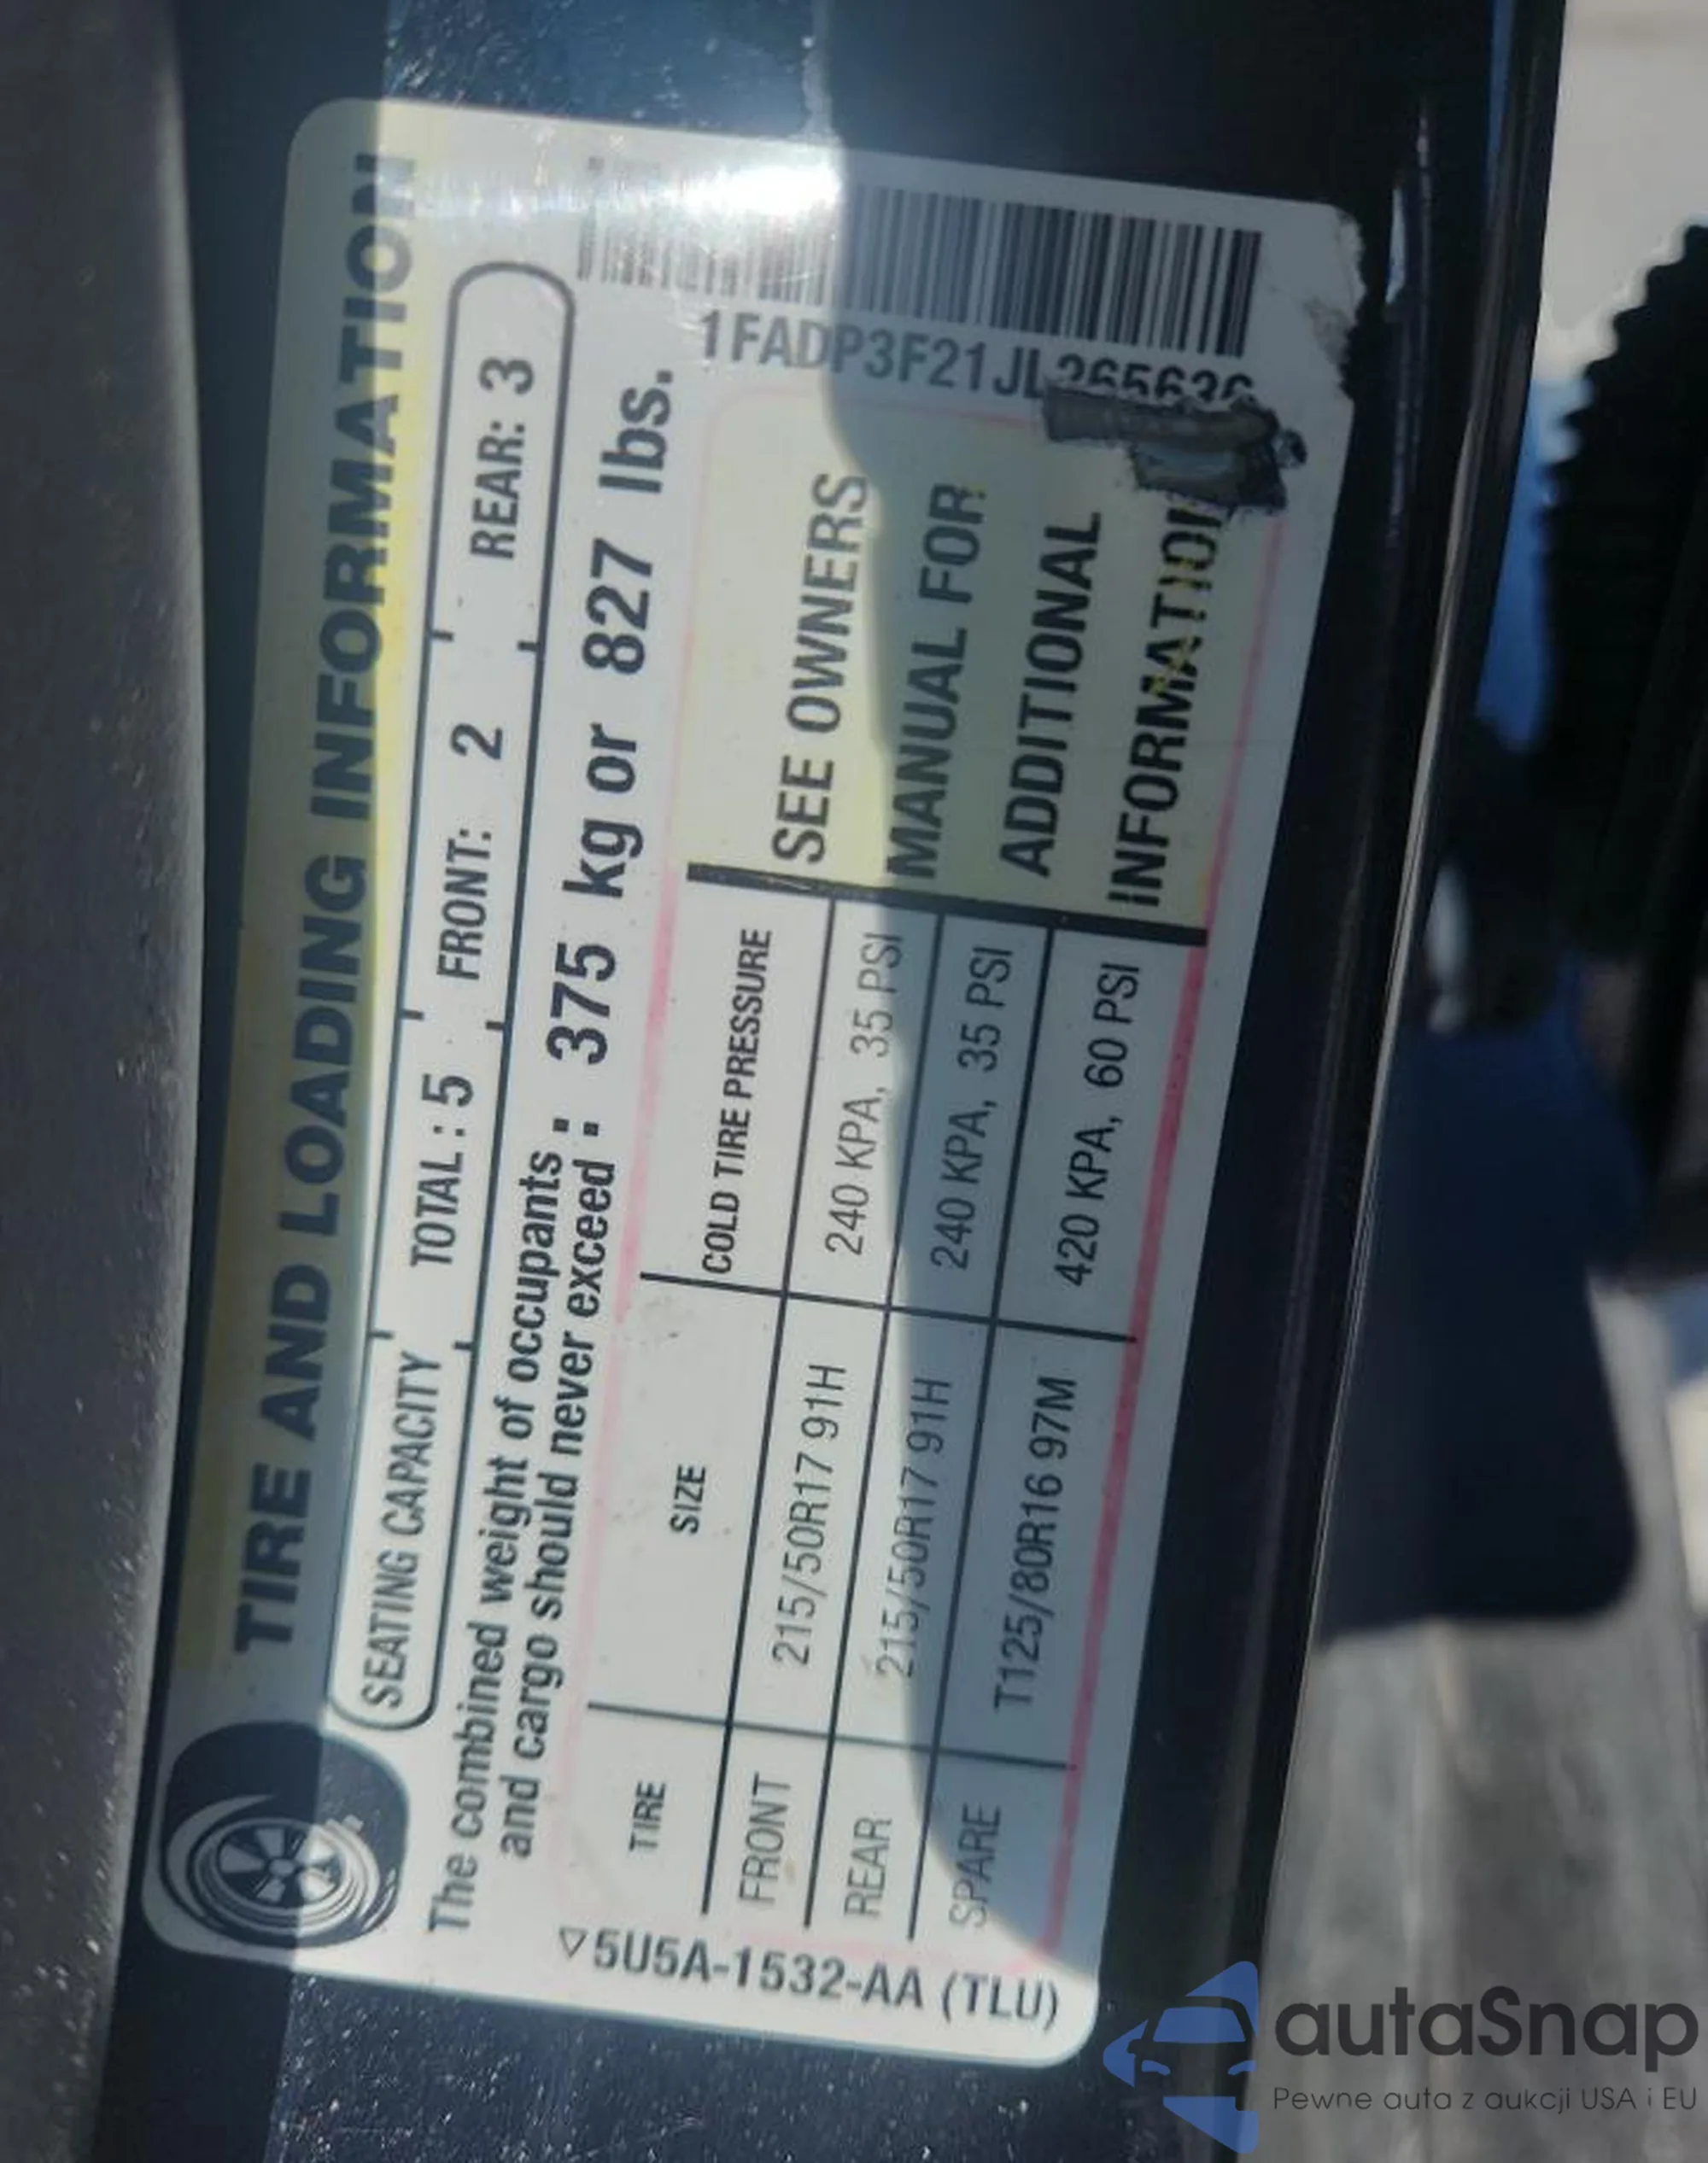 TIRE AND LOADING INFORMATION
SEATING CAPACITY TOTAL : 5 FRONT: 2 REAR: 3
The combined weight of occupants :
and cargo should never exceed : 375 kg or 827 lbs.
TIRE SIZE COLD TIRE PRESSURE
FRONT 215/50R17 91H 240 KPA, 35 PSI
REAR 215/50R17 91H 240 KPA, 35 PSI
SPARE T125/80R16 97M 420 KPA, 60 PSI
SEE OWNERS
MANUAL FOR
ADDITIONAL
INFORMATION
5U5A-1532-AA (TLU)
autaSnap
Pewne auta z aukcji USA i EU